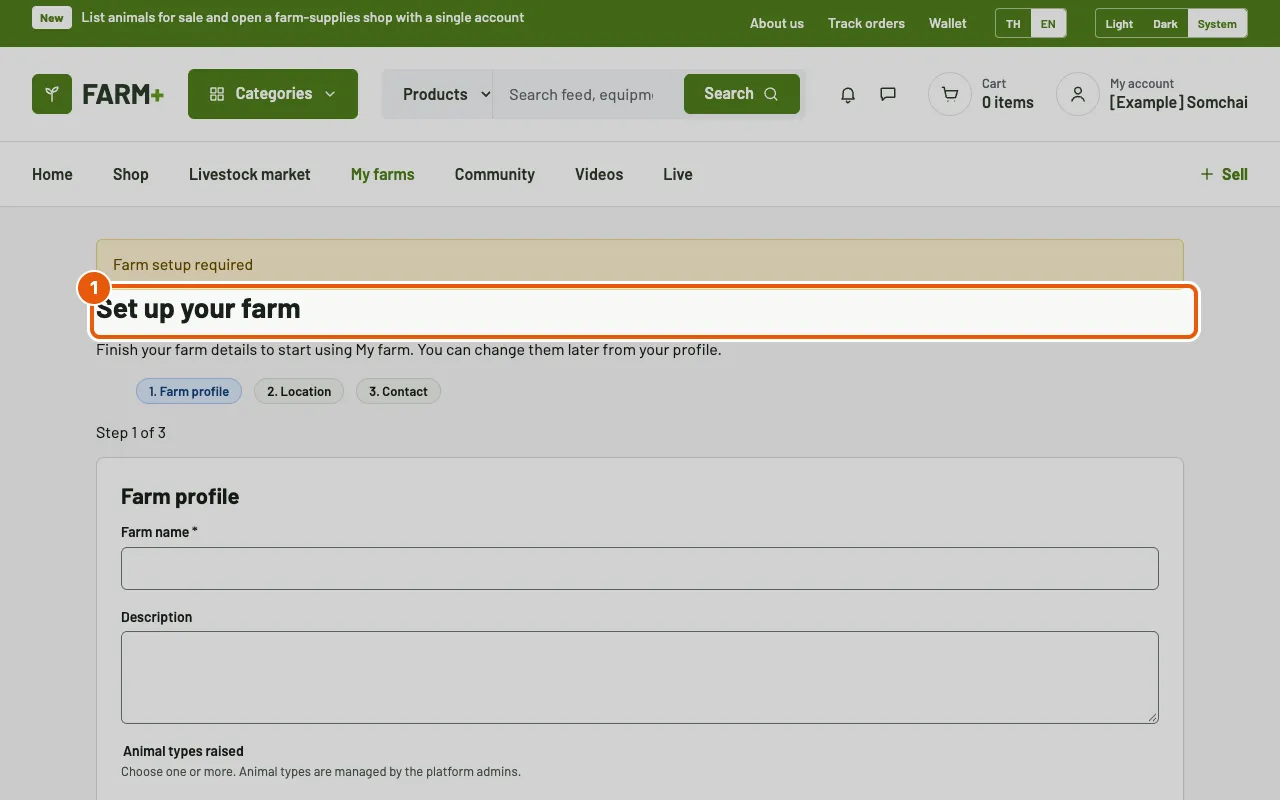 New List animals for sale and open a farm-supplies shop with a single account
About us Track orders Wallet TH EN Light Dark System
FARM+ Categories Products Search feed, equipm Search
Cart
0 items
My account
[Example] Somchai
Home Shop Livestock market My farms Community Videos Live + Sell
Farm setup required
1
Set up your farm
Finish your farm details to start using My farm. You can change them later from your profile.
1. Farm profile 2. Location 3. Contact
Step 1 of 3
Farm profile
Farm name *
Description
Animal types raised
Choose one or more. Animal types are managed by the platform admins.